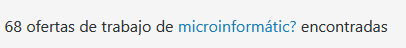 68 ofertas de trabajo de microinformátic? encontradas